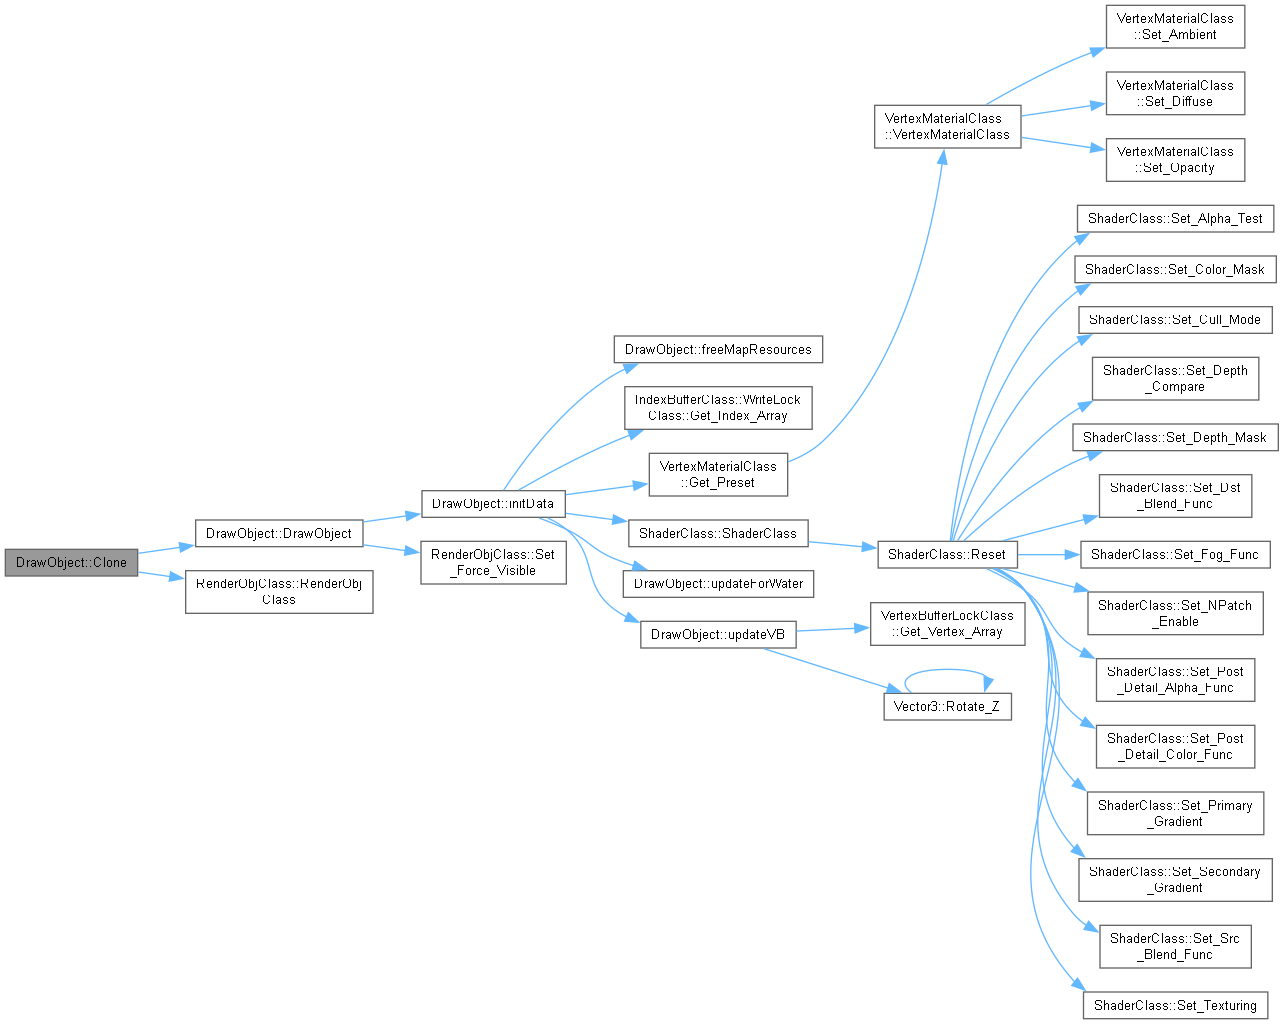 DrawObject::Clone
DrawObject::DrawObject
RenderObjClass::RenderObj
Class
DrawObject::initData
RenderObjClass::Set
_Force_Visible
DrawObject::freeMapResources
IndexBufferClass::WriteLock
Class::Get_Index_Array
VertexMaterialClass
::Get_Preset
ShaderClass::ShaderClass
DrawObject::updateForWater
DrawObject::updateVB
VertexMaterialClass
::VertexMaterialClass
ShaderClass::Reset
VertexBufferLockClass
::Get_Vertex_Array
Vector3::Rotate_Z
VertexMaterialClass
::Set_Ambient
VertexMaterialClass
::Set_Diffuse
VertexMaterialClass
::Set_Opacity
ShaderClass::Set_Alpha_Test
ShaderClass::Set_Color_Mask
ShaderClass::Set_Cull_Mode
ShaderClass::Set_Depth
_Compare
ShaderClass::Set_Depth_Mask
ShaderClass::Set_Dst
_Blend_Func
ShaderClass::Set_Fog_Func
ShaderClass::Set_NPatch
_Enable
ShaderClass::Set_Post
_Detail_Alpha_Func
ShaderClass::Set_Post
_Detail_Color_Func
ShaderClass::Set_Primary
_Gradient
ShaderClass::Set_Secondary
_Gradient
ShaderClass::Set_Src
_Blend_Func
ShaderClass::Set_Texturing